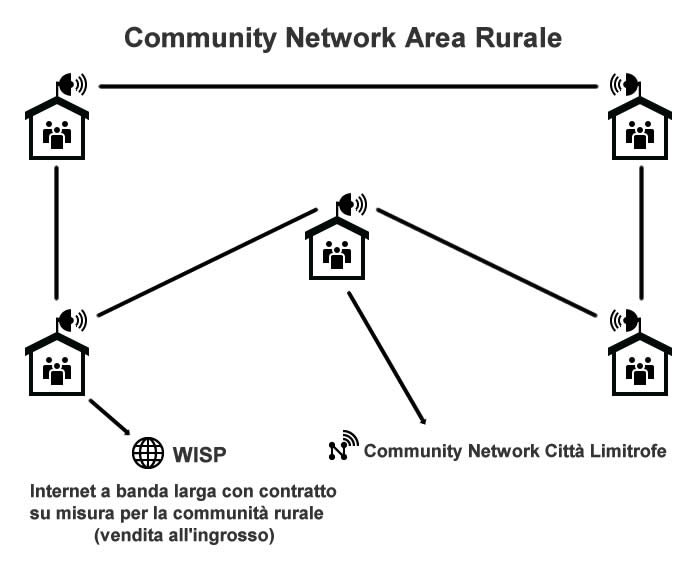 Community Network Area Rurale
WISP
Community Network Città Limitrofe
Internet a banda larga con contratto
su misura per la comunità rurale
(vendita all'ingrosso)